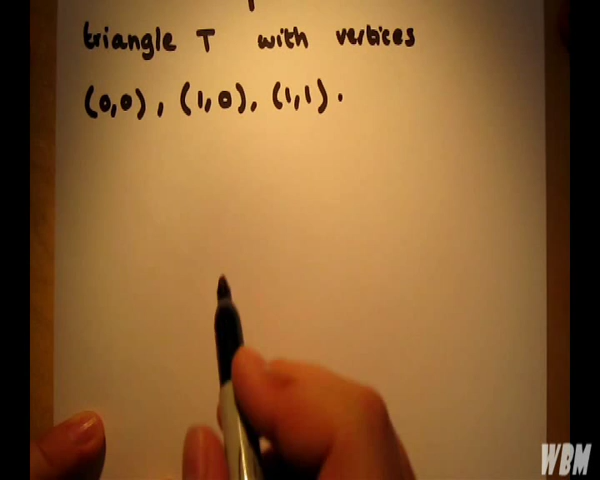 triangle T with vertices
(0,0), (1,0), (1,1).
WBM